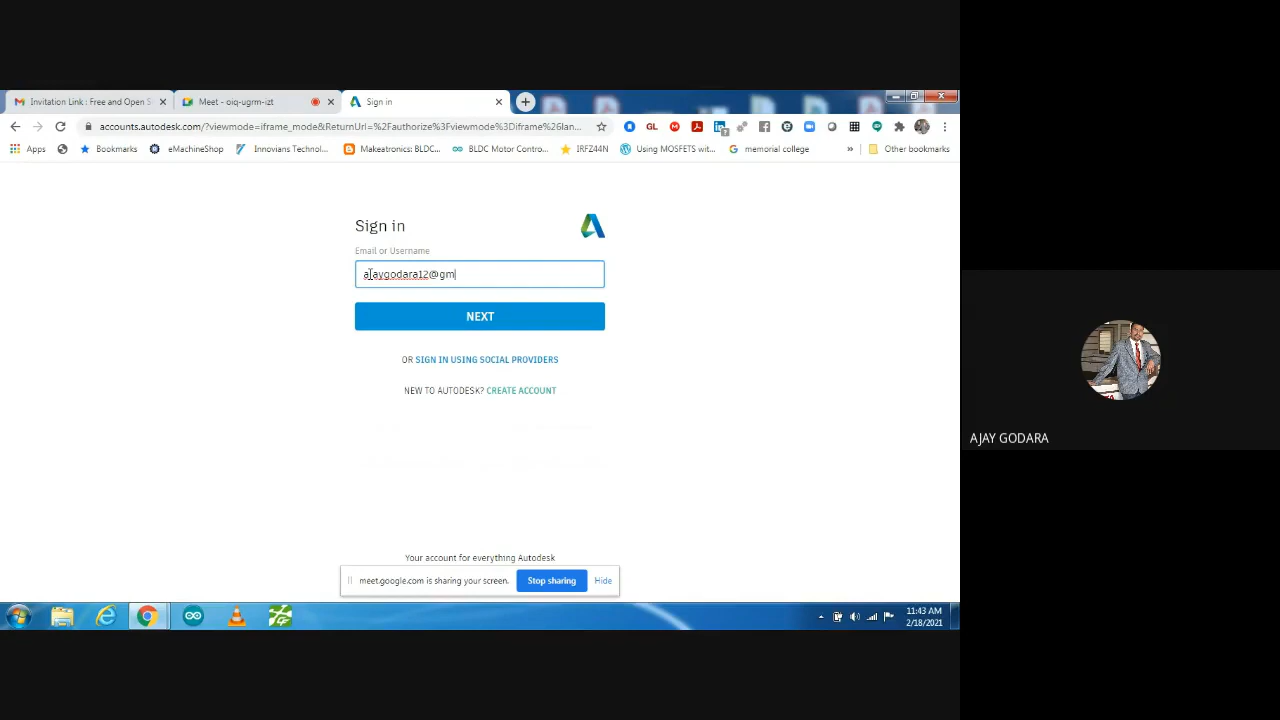 Invitation Link : Free and Open S
Meet - oiq-ugrm-izt
Sign in
accounts.autodesk.com/?viewmode=iframe_mode&ReturnUrl=%2Fauthorize%3Fviewmode%3Diframe%26lan...
Apps
Bookmarks
eMachineShop
Innovians Technol...
Makeatronics: BLDC...
BLDC Motor Contro...
IRFZ44N
Using MOSFETS wit...
memorial college
»
Other bookmarks
Sign in
Email or Username
ajaygodara12@gm
NEXT
OR SIGN IN USING SOCIAL PROVIDERS
NEW TO AUTODESK? CREATE ACCOUNT
AJAY GODARA
Your account for everything Autodesk
meet.google.com is sharing your screen. Stop sharing Hide
11:43 AM
2/18/2021